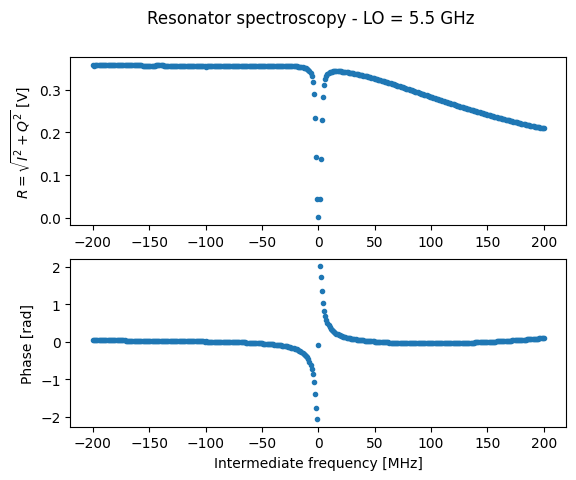 Resonator spectroscopy - LO = 5.5 GHz
R = √I² + Q² [V]
0.3
0.2
0.1
0.0
−200 −150 −100 −50 0 50 100 150 200
Phase [rad]
2
1
0
−1
−2
−200 −150 −100 −50 0 50 100 150 200
Intermediate frequency [MHz]